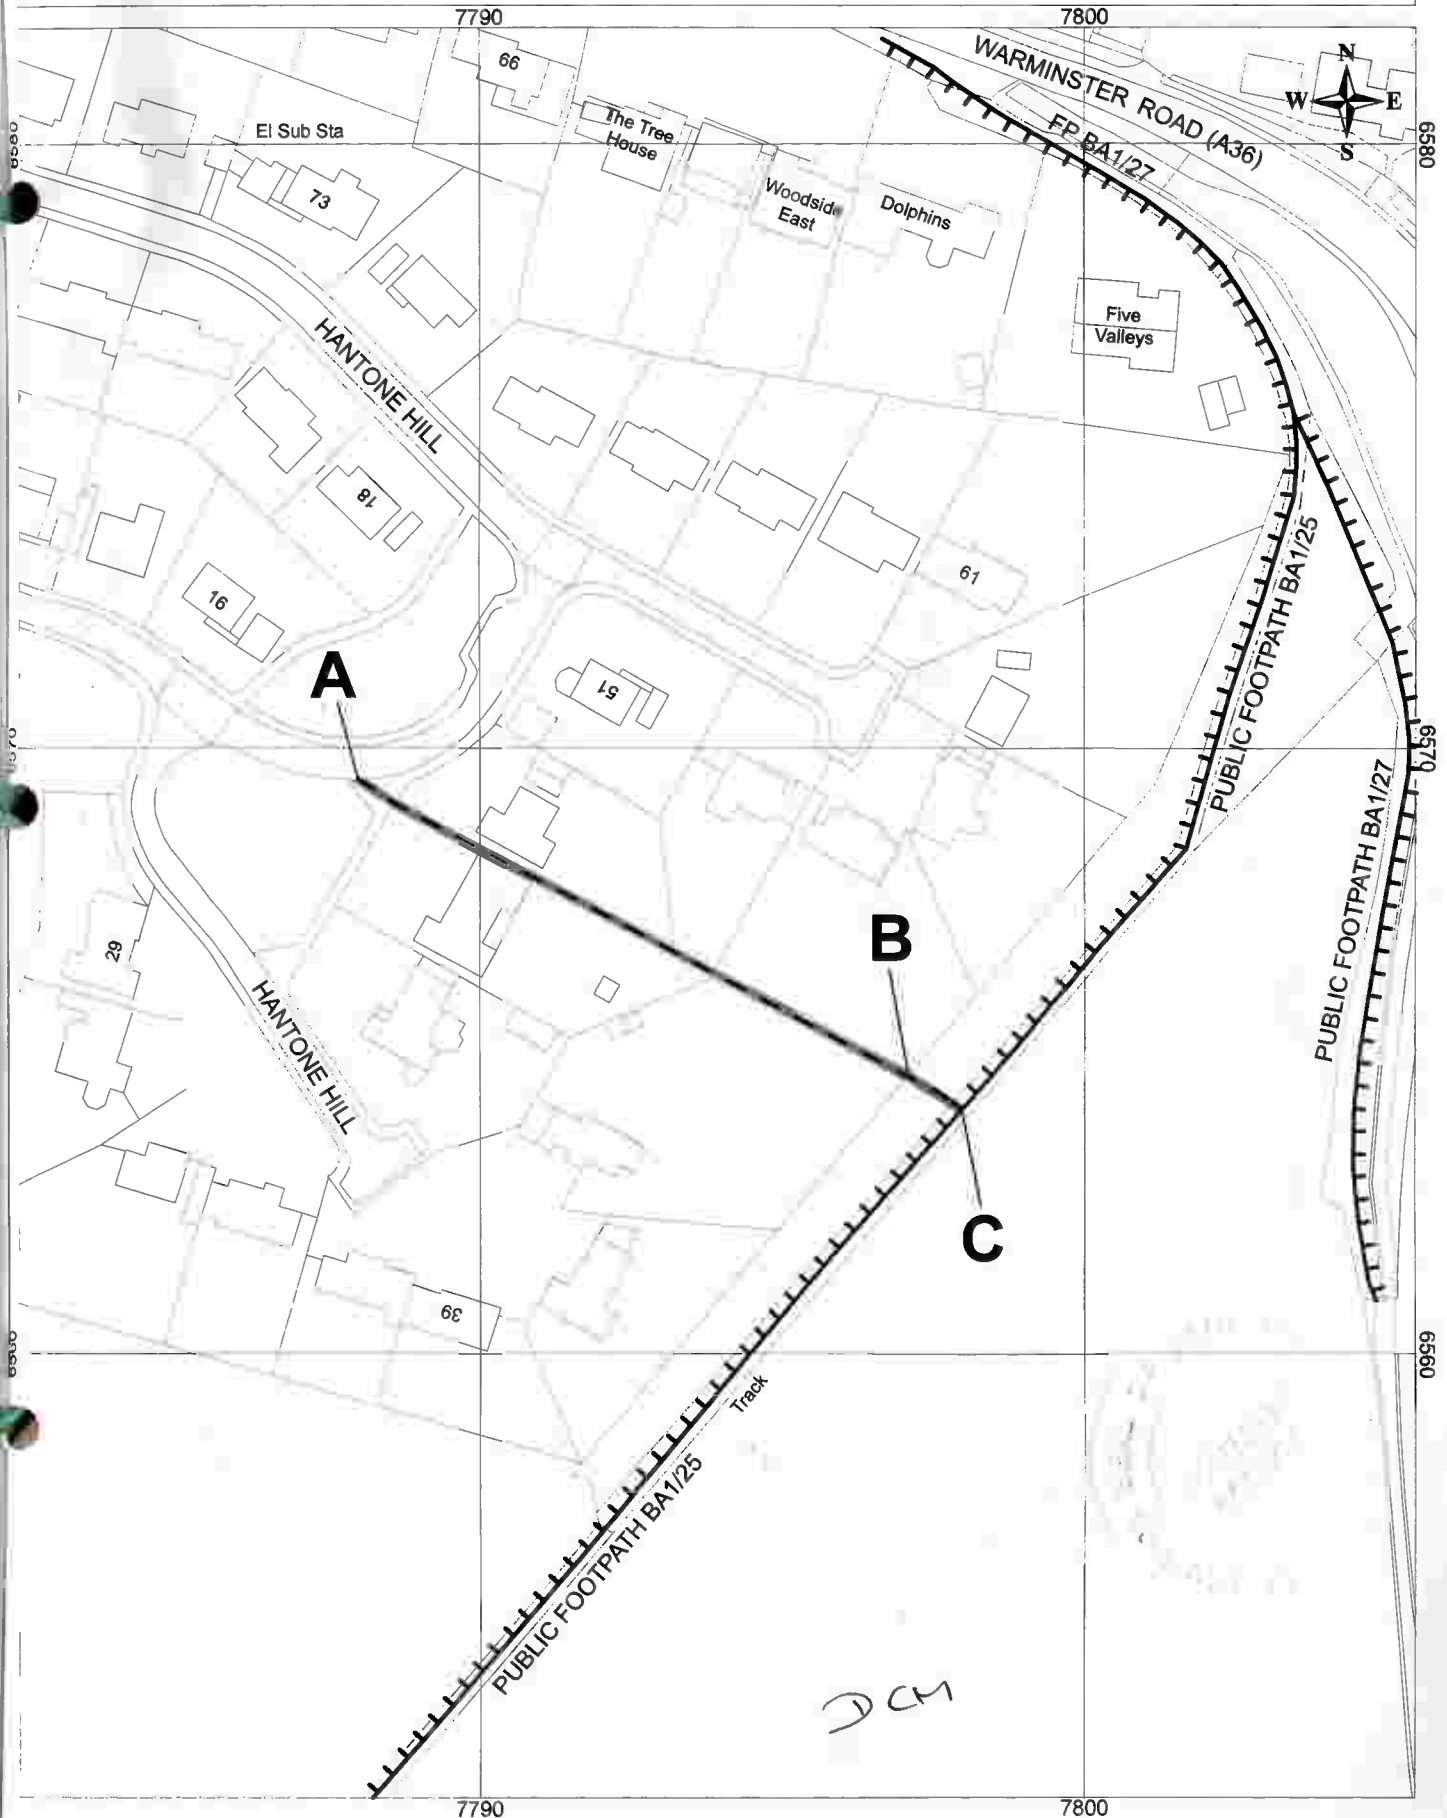 7790
7800
N
W E
S
WARMINSTER ROAD (A36)
FP BA1/27
66
El Sub Sta
The Tree
House
6580
73
Woodside
East
Dolphins
Five
Valleys
HANTONE HILL
18
61
16
PUBLIC FOOTPATH BA1/25
A
51
6570
PUBLIC FOOTPATH BA1/27
B
29
HANTONE HILL
C
39
6560
Track
PUBLIC FOOTPATH BA1/25
DCM
7790
7800